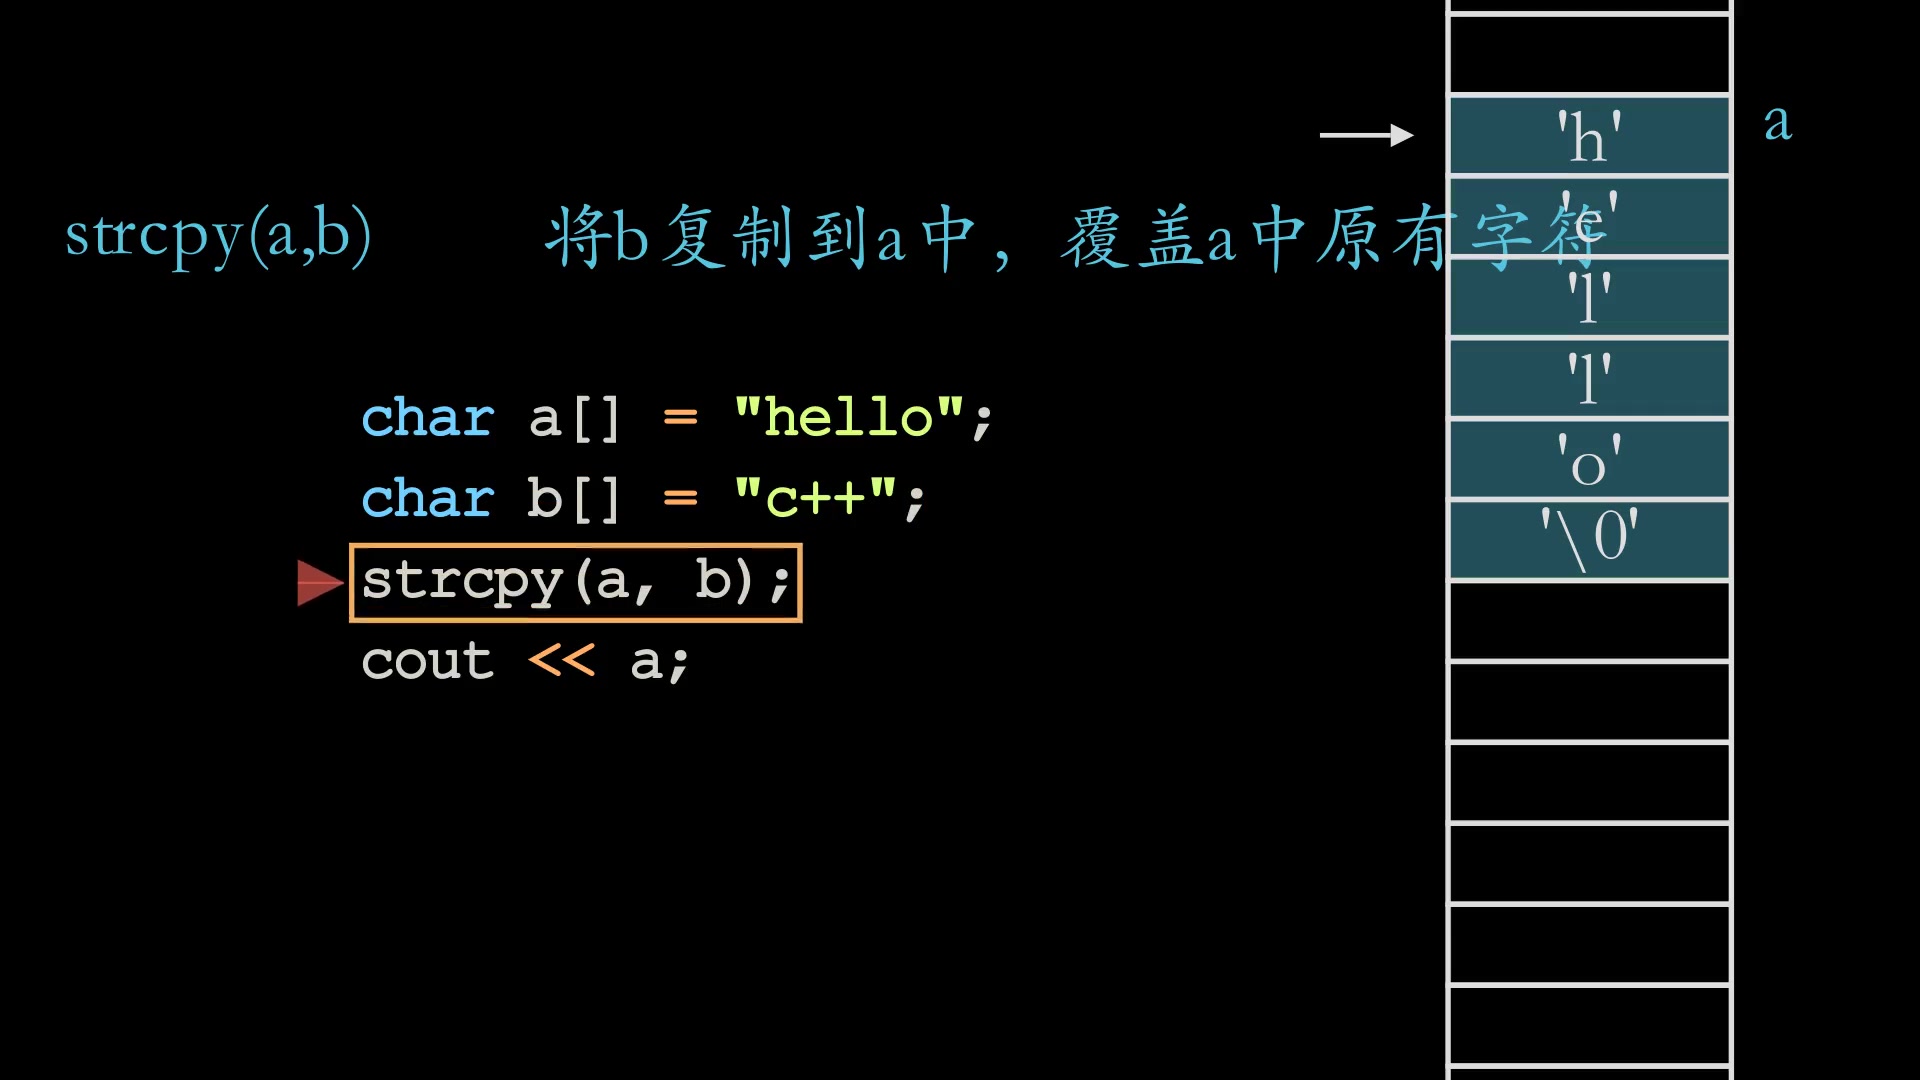 strcpy(a,b) 将b复制到a中，覆盖a中原有字符
char a[] = "hello";
char b[] = "c++";
strcpy(a, b);
cout << a;
'h' a
'e'
'l'
'l'
'o'
'\0'